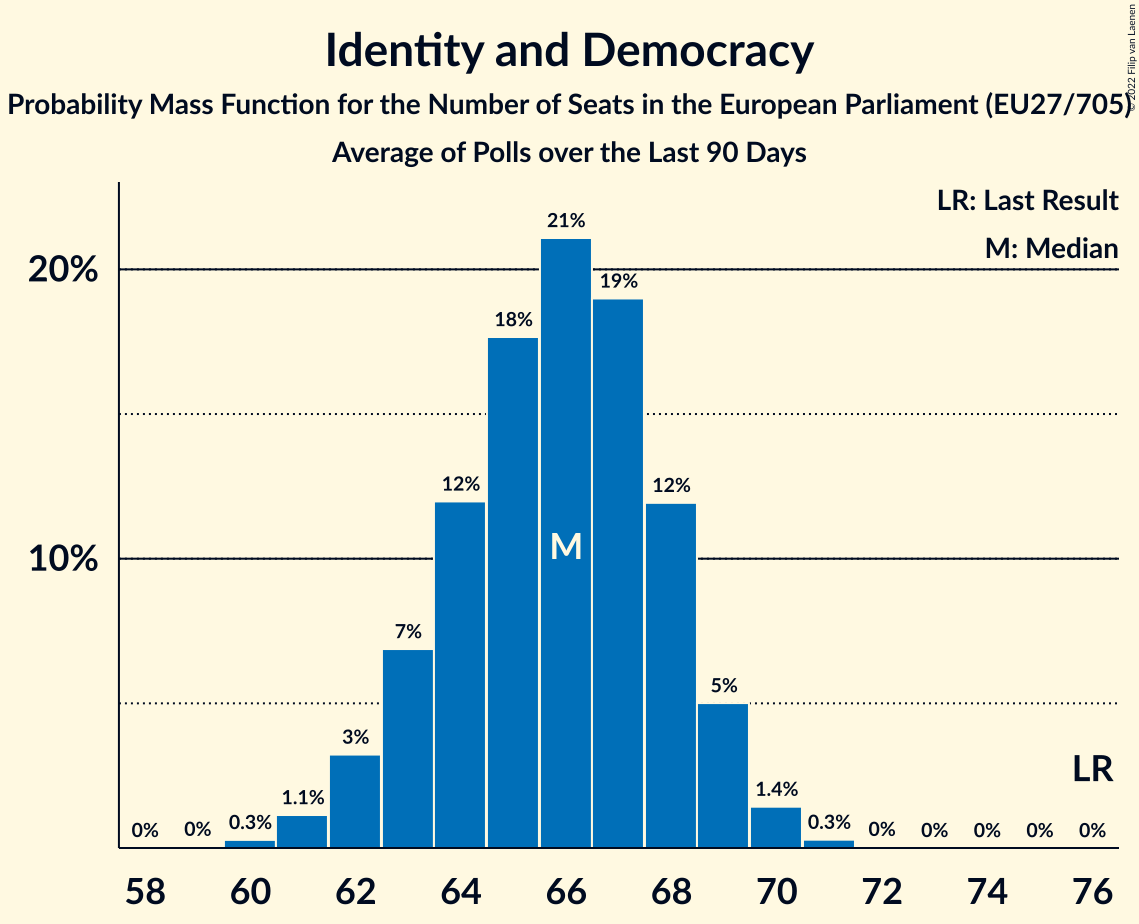 Identity and Democracy
Probability Mass Function for the Number of Seats in the European Parliament (EU27/705)
Average of Polls over the Last 90 Days
© 2022 Filip van Laenen
LR: Last Result
M: Median
20%
10%
0%
0%
0.3%
1.1%
3%
7%
12%
18%
21%
19%
12%
5%
1.4%
0.3%
0%
0%
0%
0%
0%
M
LR
58 60 62 64 66 68 70 72 74 76